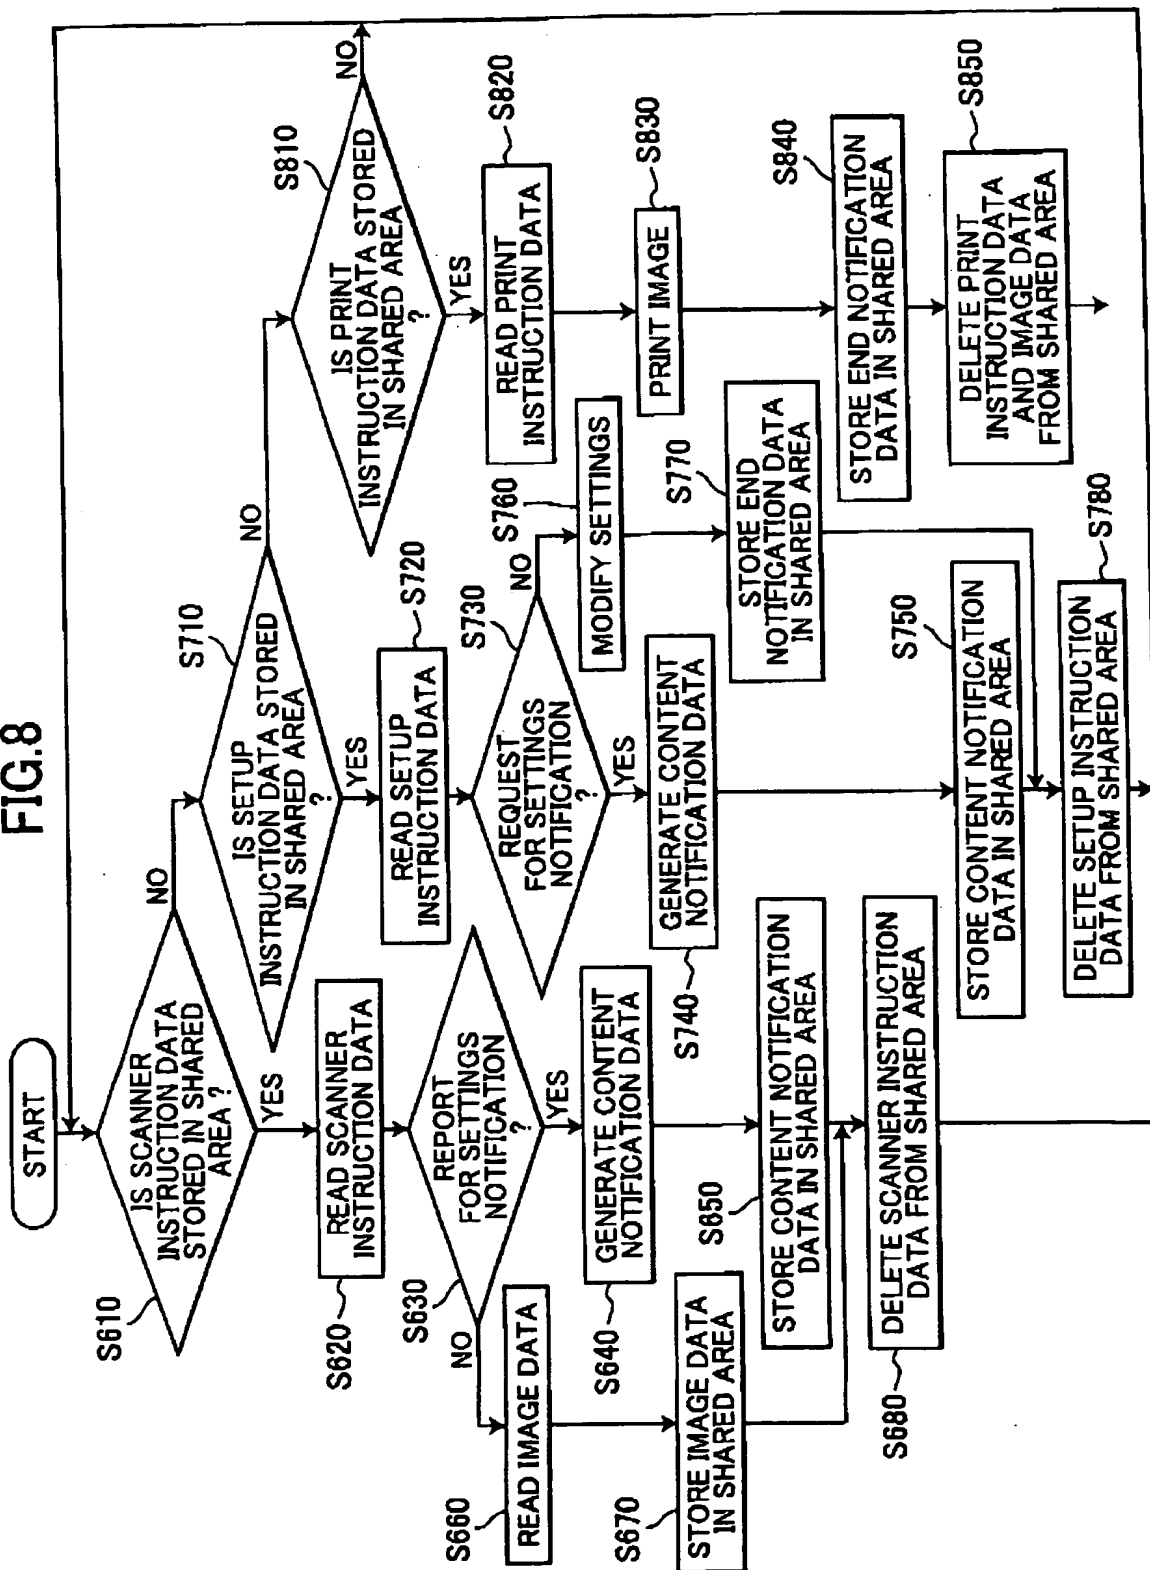 FIG.8
START
IS SCANNER
INSTRUCTION DATA
STORED IN SHARED
AREA ?
S610
NO
YES
READ SCANNER
INSTRUCTION DATA
S620
REPORT
FOR SETTINGS
NOTIFICATION
?
S630
NO
YES
GENERATE CONTENT
NOTIFICATION DATA
S640
STORE CONTENT NOTIFICATION
DATA IN SHARED AREA
S650
READ IMAGE DATA
S660
STORE IMAGE DATA
IN SHARED AREA
S670
DELETE SCANNER INSTRUCTION
DATA FROM SHARED AREA
S680
IS SETUP
INSTRUCTION DATA STORED
IN SHARED AREA
?
S710
NO
YES
READ SETUP
INSTRUCTION DATA
S720
REQUEST
FOR SETTINGS
NOTIFICATION
?
S730
NO
YES
GENERATE CONTENT
NOTIFICATION DATA
S740
STORE CONTENT NOTIFICATION
DATA IN SHARED AREA
S750
MODIFY SETTINGS
S760
STORE END
NOTIFICATION DATA
IN SHARED AREA
S770
DELETE SETUP INSTRUCTION
DATA FROM SHARED AREA
S780
IS PRINT
INSTRUCTION DATA STORED
IN SHARED AREA
?
S810
NO
YES
READ PRINT
INSTRUCTION DATA
S820
PRINT IMAGE
S830
STORE END NOTIFICATION
DATA IN SHARED AREA
S840
DELETE PRINT
INSTRUCTION DATA
AND IMAGE DATA
FROM SHARED AREA
S850